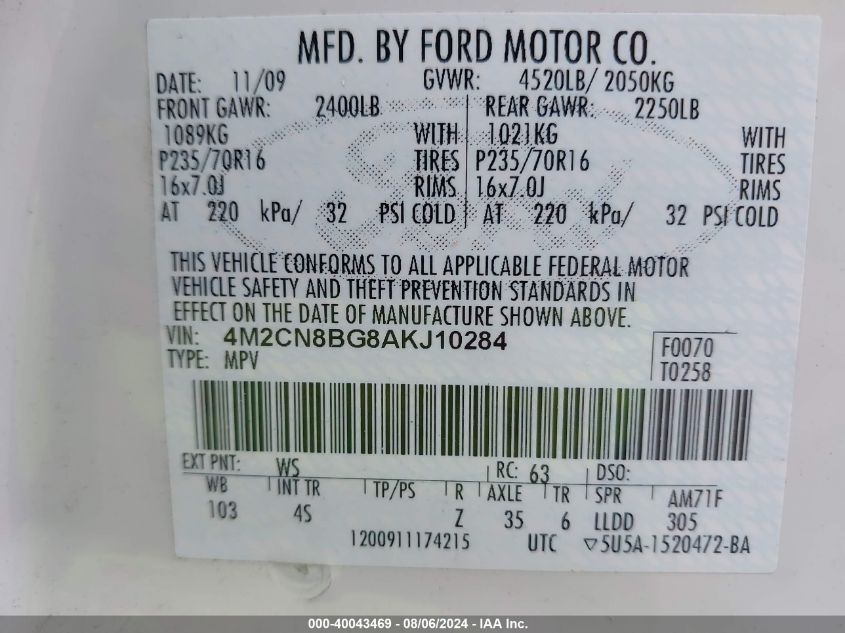 MFD. BY FORD MOTOR CO.
DATE: 11/09 GVWR: 4520LB/ 2050KG
FRONT GAWR: 2400LB REAR GAWR: 2250LB
1089KG WITH 1021KG WITH
P235/70R16 TIRES P235/70R16 TIRES
16x7.0J RIMS 16x7.0J RIMS
AT 220 kPa/ 32 PSI COLD AT 220 kPa/ 32 PSI COLD
THIS VEHICLE CONFORMS TO ALL APPLICABLE FEDERAL MOTOR
VEHICLE SAFETY AND THEFT PREVENTION STANDARDS IN
EFFECT ON THE DATE OF MANUFACTURE SHOWN ABOVE.
VIN: 4M2CN8BG8AKJ10284 F0070
TYPE: MPV T0258
EXT PNT: WS RC: 63 DSO:
WB INT TR TP/PS R AXLE TR SPR AM71F
103 4S Z 35 6 LLDD 305
1200911174215 UTC ▽5U5A-1520472-BA
000-40043469 - 08/06/2024 - IAA Inc.